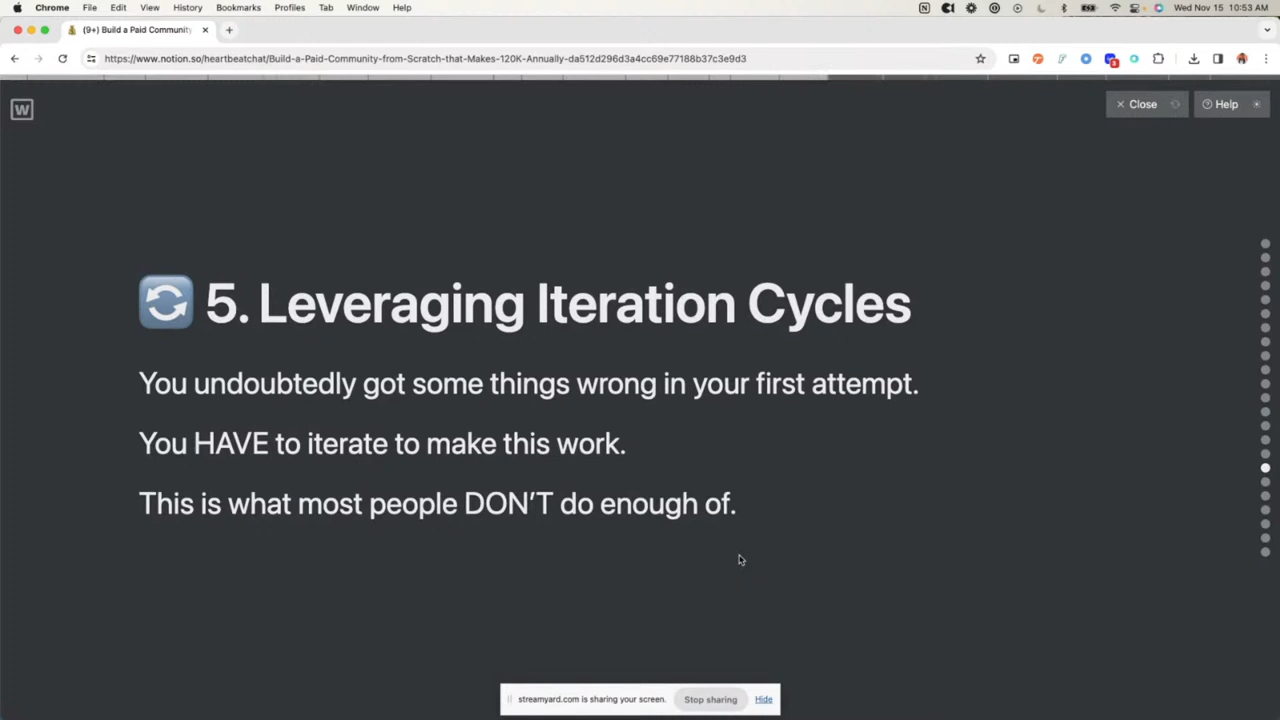 Chrome File Edit View History Bookmarks Profiles Tab Window Help Wed Nov 15 10:53 AM
(9+) Build a Paid Community
https://www.notion.so/heartbeatchat/Build-a-Paid-Community-from-Scratch-that-Makes-120K-Annually-da512d296d3a4cc69e77188b37c3e9d3
W
Close
Help
5. Leveraging Iteration Cycles
You undoubtedly got some things wrong in your first attempt.
You HAVE to iterate to make this work.
This is what most people DON’T do enough of.
streamyard.com is sharing your screen. Stop sharing Hide